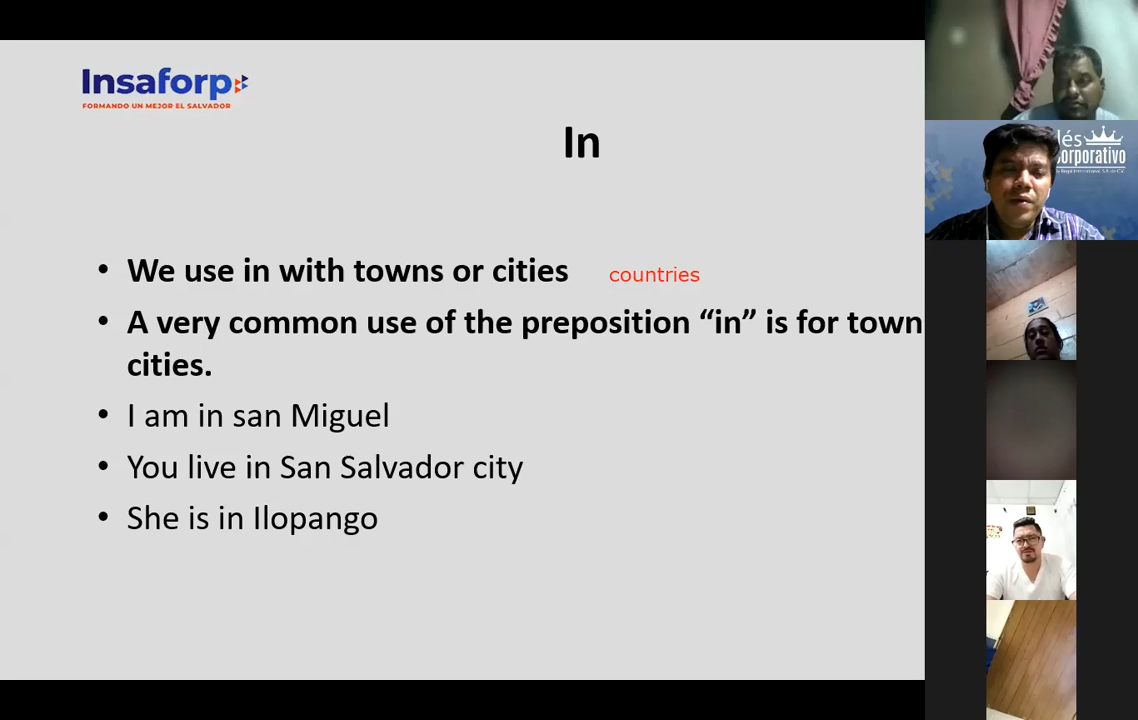 Insaforp
FORMANDO UN MEJOR EL SALVADOR
In
• We use in with towns or cities countries
• A very common use of the preposition “in” is for town
cities.
• I am in san Miguel
• You live in San Salvador city
• She is in Ilopango
lés
orporativo